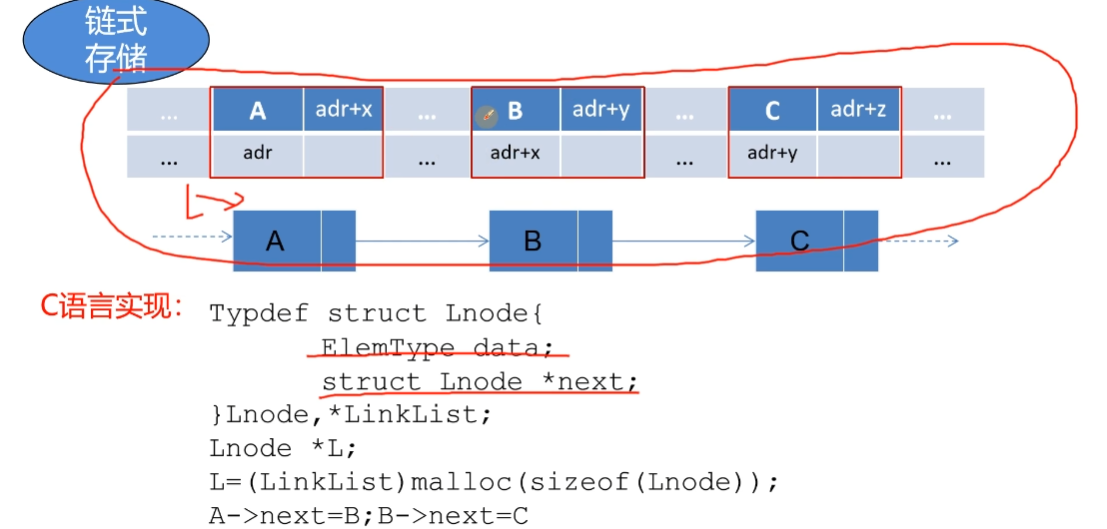 链式
存储
... A adr+x ... B adr+y ... C adr+z ...
... adr ... adr+x ... adr+y ...
L
A B C
C语言实现：
Typdef struct Lnode{
ElemType data;
struct Lnode *next;
}Lnode,*LinkList;
Lnode *L;
L=(LinkList)malloc(sizeof(Lnode));
A->next=B;B->next=C